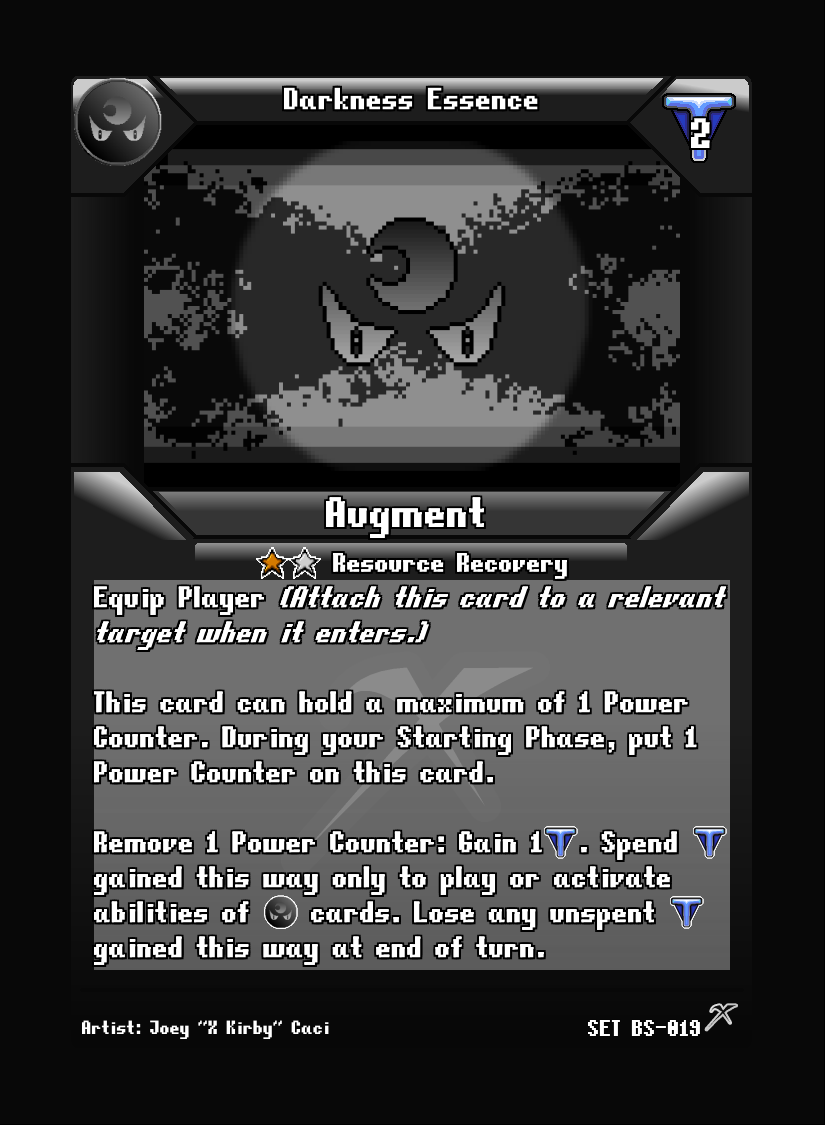 Darkness Essence
2
Augment
Resource Recovery
Equip Player (Attach this card to a relevant
target when it enters.)
This card can hold a maximum of 1 Power
Counter. During your Starting Phase, put 1
Power Counter on this card.
Remove 1 Power Counter: Gain 1 T. Spend T
gained this way only to play or activate
abilities of cards. Lose any unspent T
gained this way at end of turn.
Artist: Joey "X Kirby" Caci
SET BS-019